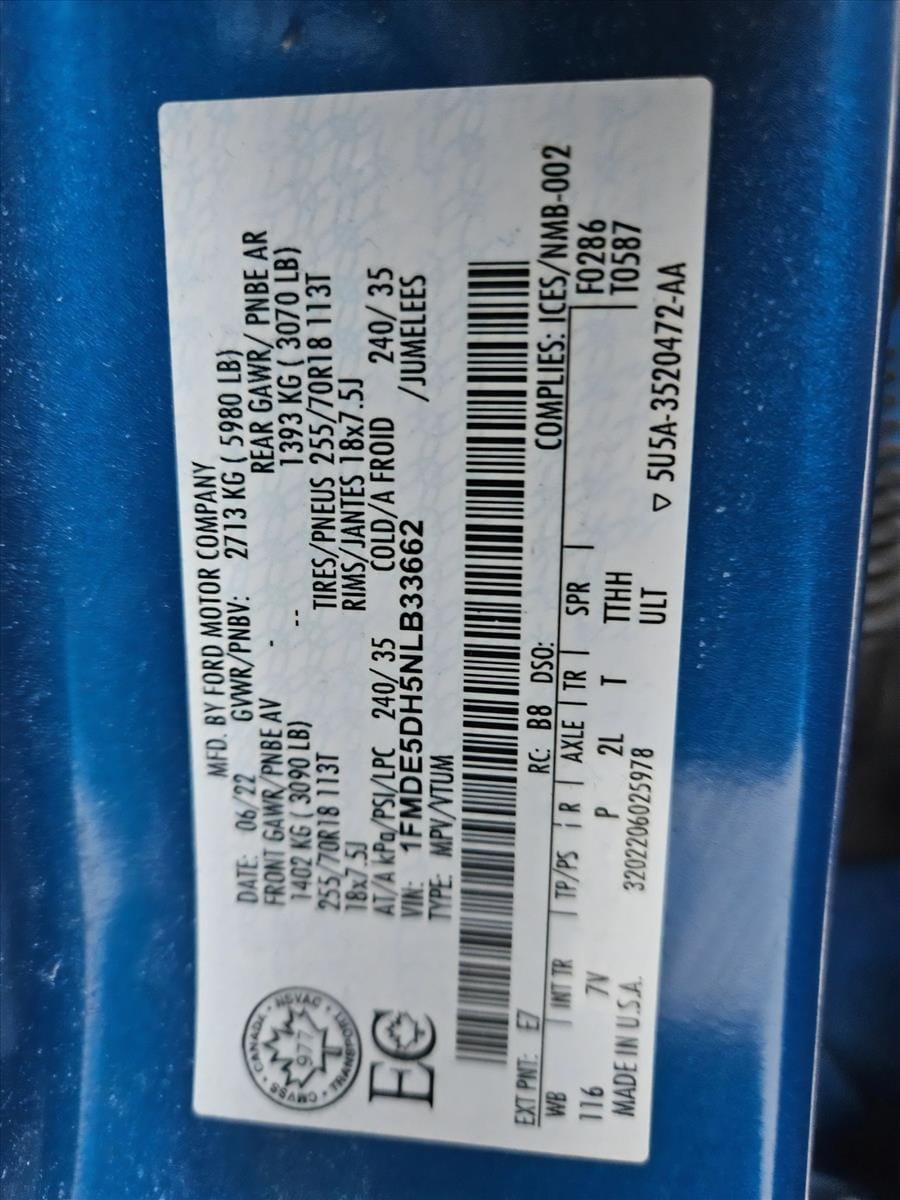 CANADA · NSVAC · TRANSPORT · CMVSS
977
EC
MFD. BY FORD MOTOR COMPANY
DATE: 06/22 GVWR/PNBV: 2713 KG ( 5980 LB)
FRONT GAWR/PNBE AV - REAR GAWR/ PNBE AR
1402 KG ( 3090 LB) -- 1393 KG ( 3070 LB)
255/70R18 113T TIRES/PNEUS 255/70R18 113T
18x7.5J RIMS/JANTES 18x7.5J
AT/A kPa/PSI/LPC 240/ 35 COLD/A FROID 240/ 35
VIN: 1FMDE5DH5NLB33662 /JUMELEES
TYPE: MPV/VTUM
EXT PNT: E7 RC: B8 DSO: COMPLIES: ICES/NMB-002
WB INT TR TP/PS R AXLE TR SPR F0286
116 7V P 2L T TTHH T0587
MADE IN U.S.A. ULT
3202206025978 ▽ 5U5A-3520472-AA